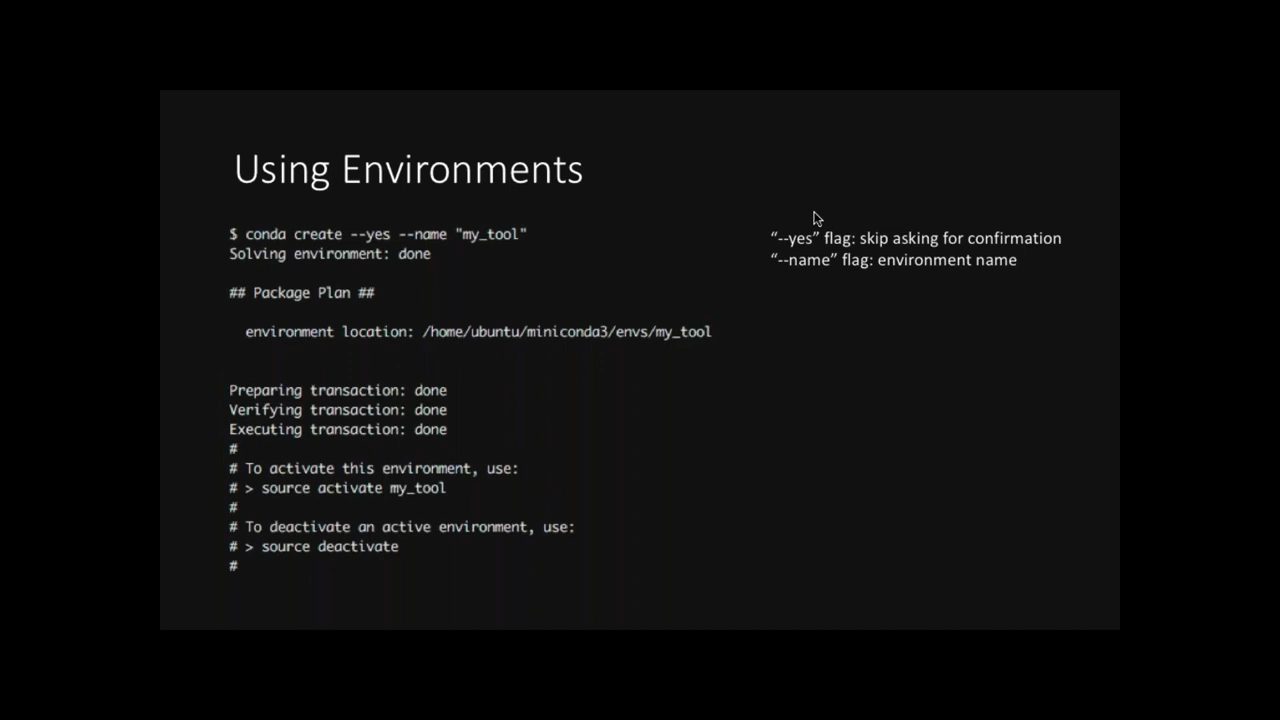 Using Environments
$ conda create --yes --name "my_tool"
Solving environment: done
## Package Plan ##
environment location: /home/ubuntu/miniconda3/envs/my_tool
Preparing transaction: done
Verifying transaction: done
Executing transaction: done
#
# To activate this environment, use:
# > source activate my_tool
#
# To deactivate an active environment, use:
# > source deactivate
#
“--yes” flag: skip asking for confirmation
“--name” flag: environment name